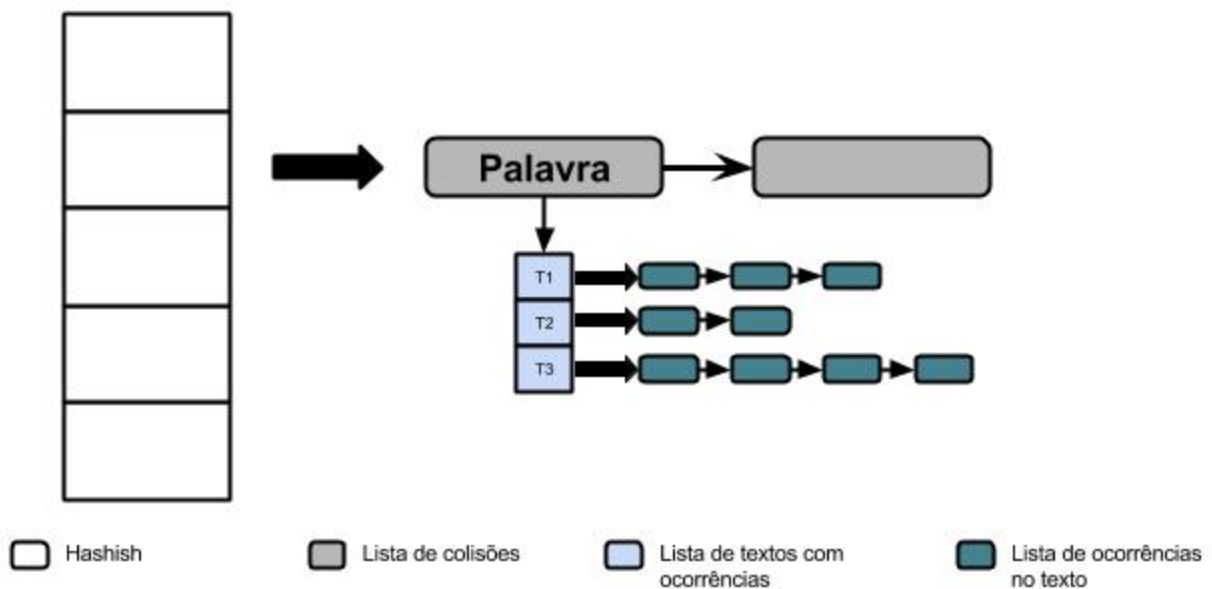 Palavra
T1
T2
T3
Hashish
Lista de colisões
Lista de textos com
ocorrências
Lista de ocorrências
no texto